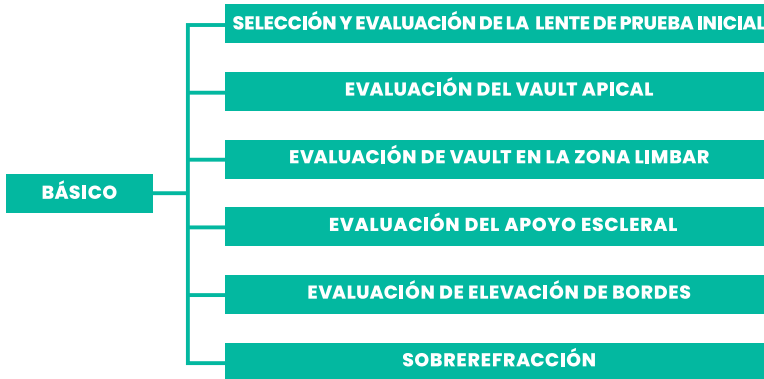 SELECCIÓN Y EVALUACIÓN DE LA LENTE DE PRUEBA INICIAL
EVALUACIÓN DEL VAULT APICAL
EVALUACIÓN DE VAULT EN LA ZONA LIMBAR
BÁSICO
EVALUACIÓN DEL APOYO ESCLERAL
EVALUACIÓN DE ELEVACIÓN DE BORDES
SOBREREFRACCIÓN